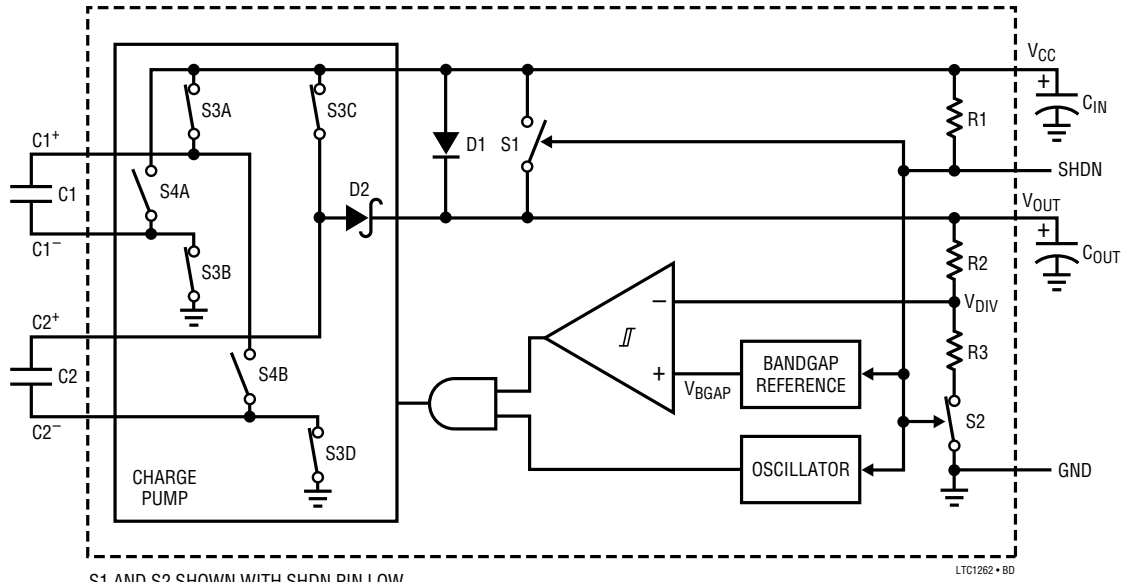 VCC
+
CIN
S3A
S3C
R1
C1+
D1
S1
SHDN
S4A
C1
D2
VOUT
+
C1−
COUT
S3B
R2
−
VDIV
C2+
R3
S4B
BANDGAP
REFERENCE
+
VBGAP
C2
S2
C2−
S3D
OSCILLATOR
GND
CHARGE
PUMP
LTC1262 • BD
S1 AND S2 SHOWN WITH SHDN PIN LOW